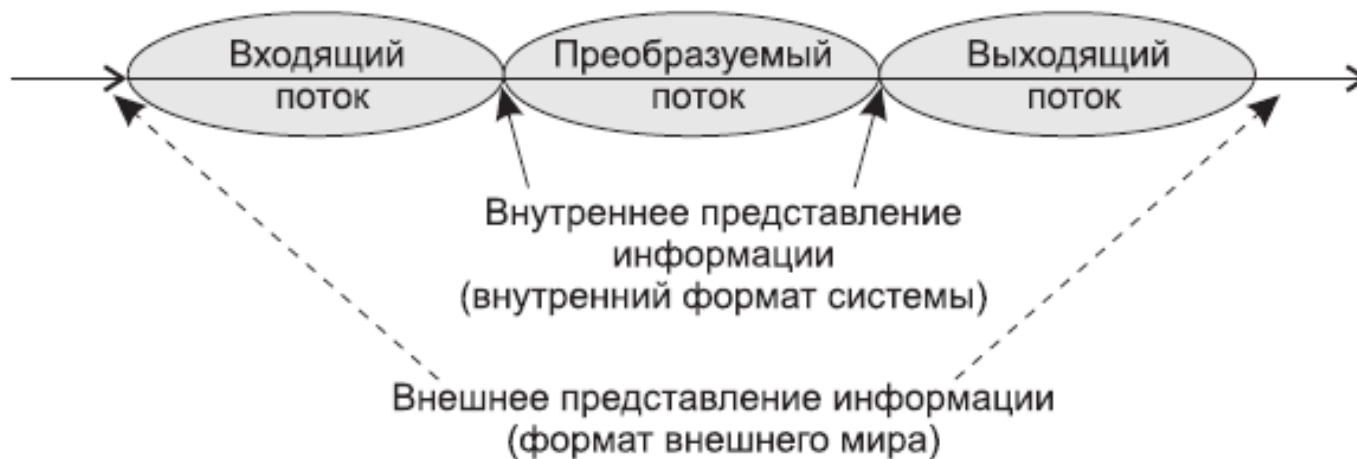 Входящий
поток
Преобразуемый
поток
Выходящий
поток
Внутреннее представление
информации
(внутренний формат системы)
Внешнее представление информации
(формат внешнего мира)